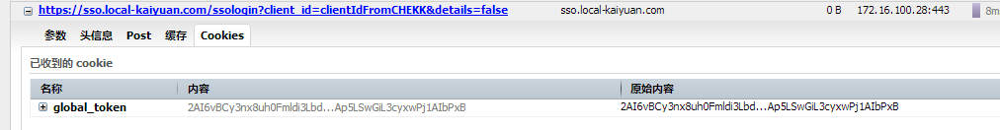 https://sso.local-kaiyuan.com/ssologin?client_id=clientIdFromCHEKK&details=false sso.local-kaiyuan.com 0 B 172.16.100.28:443 8m
参数 头信息 Post 缓存 Cookies
已收到的 cookie
名称 内容 原始内容
global_token 2AI6vBCy3nx8uh0Fmldi3Lbd...Ap5LSwGiL3cyxwPj1AIbPxB 2AI6vBCy3nx8uh0Fmldi3Lbd...Ap5LSwGiL3cyxwPj1AIbPxB